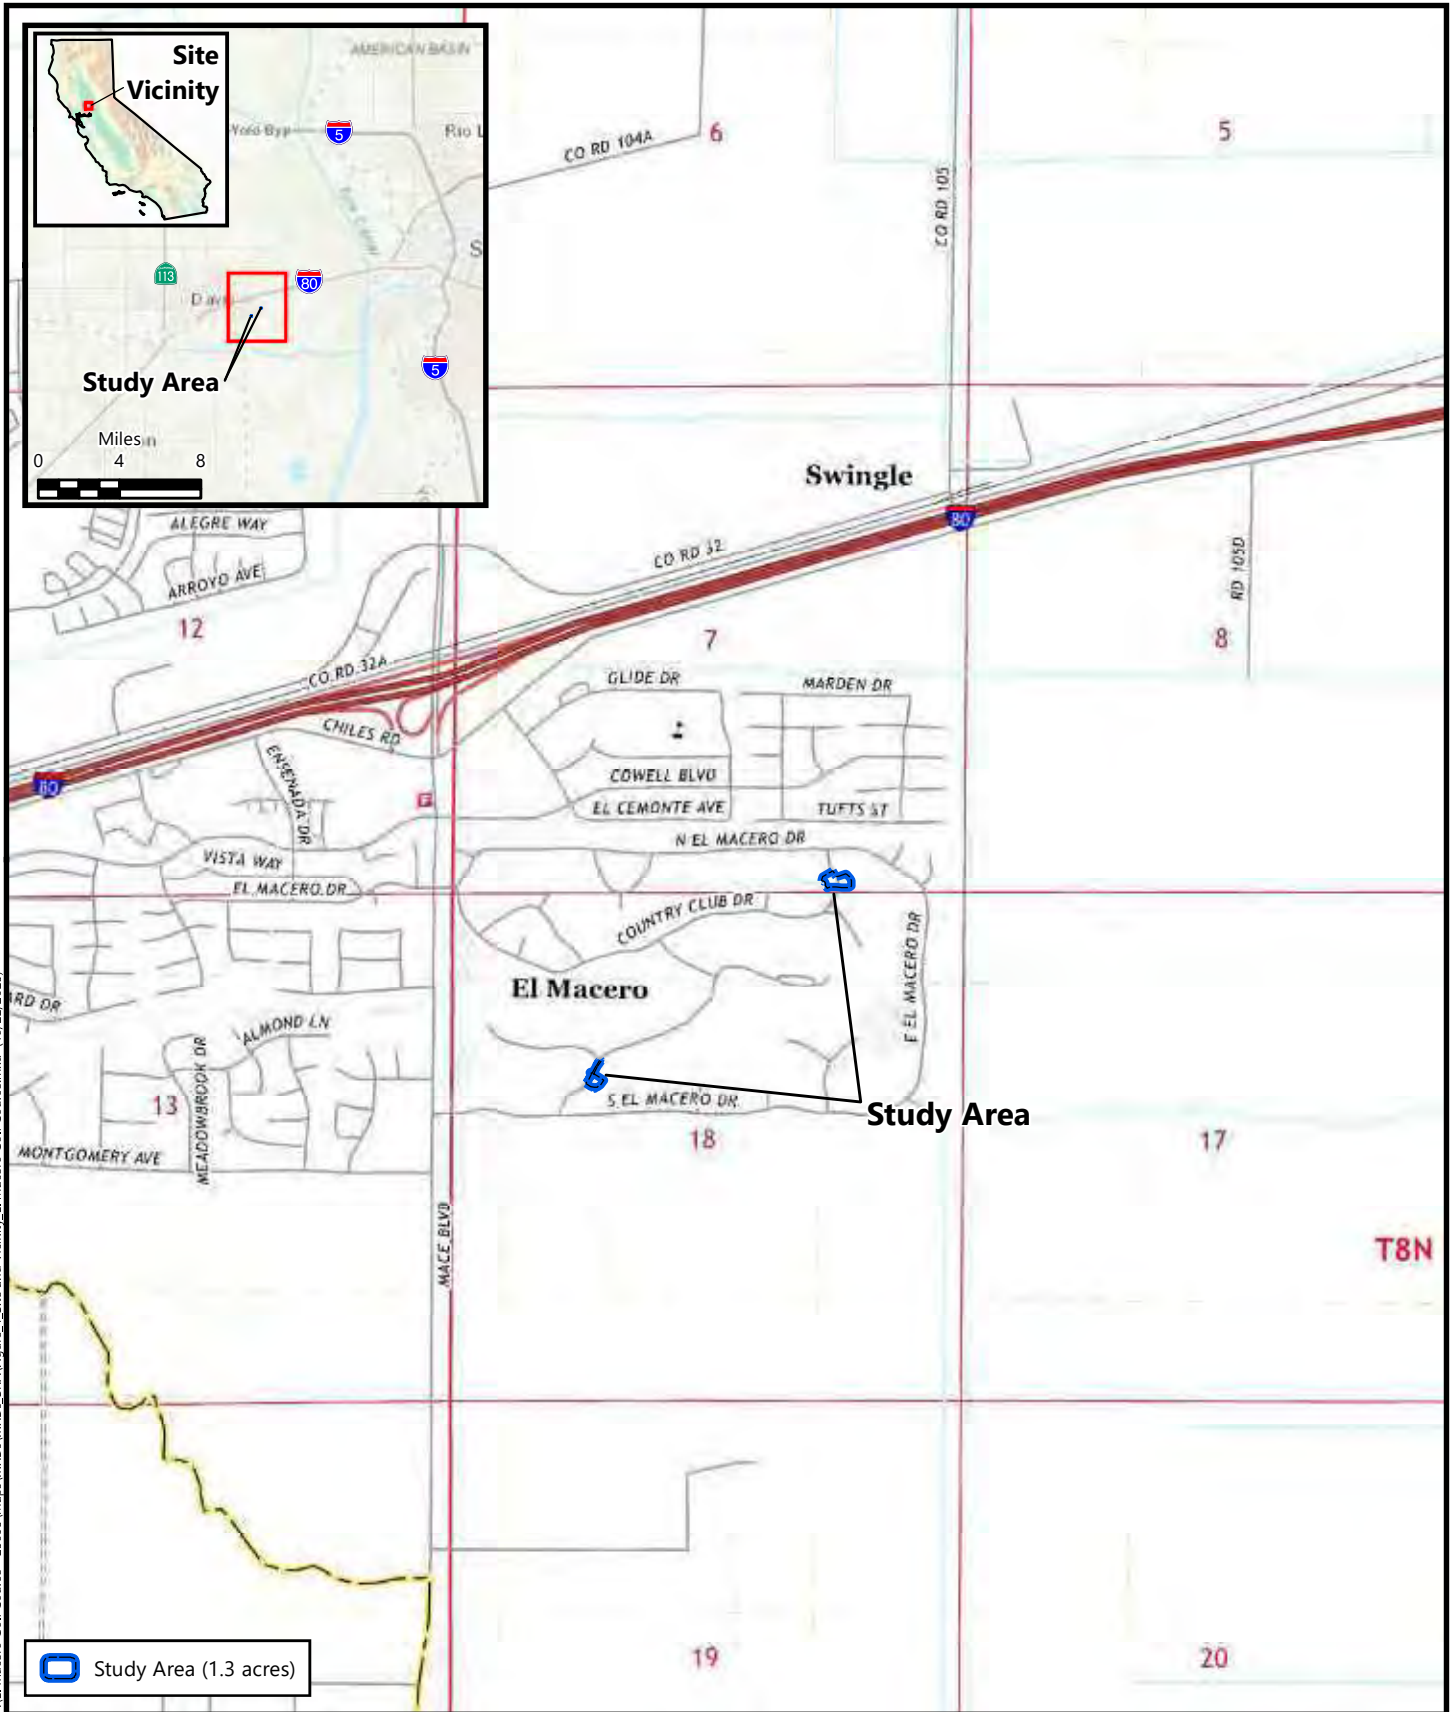 Site
Vicinity
AMERICAN BASIN
Yolo Byp
5
Rio L
113
80
Davis
S
5
Study Area
Miles
0 4 8
6
5
CO RD 104A
CO RD 105
Swingle
80
CO RD 32
RD 105D
ALEGRE WAY
ARROYO AVE
12
7
8
CO RD 32A
CHILES RD
GLIDE DR
MARDEN DR
80
ENSENADA DR
COWELL BLVD
EL CEMONTE AVE
TUFTS ST
N EL MACERO DR
VISTA WAY
EL MACERO DR
COUNTRY CLUB DR
E EL MACERO DR
El Macero
ARD DR
ALMOND LN
MEADOWBROOK DR
13
S EL MACERO DR
Study Area
18
17
MONTGOMERY AVE
MACE BLVD
T8N
19
20
Study Area (1.3 acres)